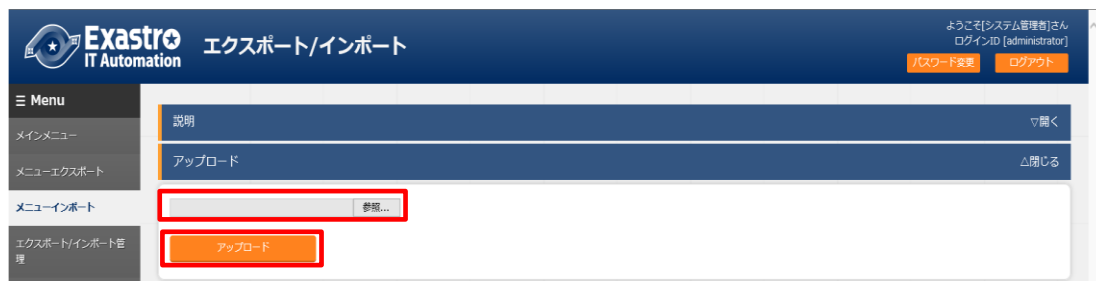 Exastro
IT Automation
エクスポート/インポート
ようこそ[システム管理者]さん
ログインID [administrator]
パスワード変更
ログアウト
☰ Menu
メインメニュー
メニューエクスポート
メニューインポート
エクスポート/インポート管
理
説明
▽開く
アップロード
△閉じる
参照...
アップロード